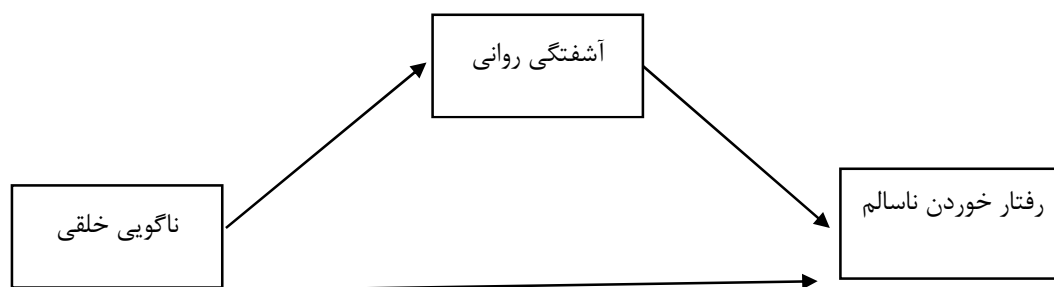 آشفتگی روانی
رفتار خوردن ناسالم
ناگویی خلقی